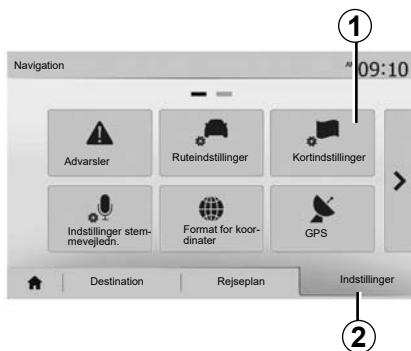 1
Navigation
AM 09:10
Advarsler
Ruteindstillinger
Kortindstillinger
Indstillinger stem-
mevejledn.
Format for koor-
dinater
GPS
Destination
Rejseplan
Indstillinger
2